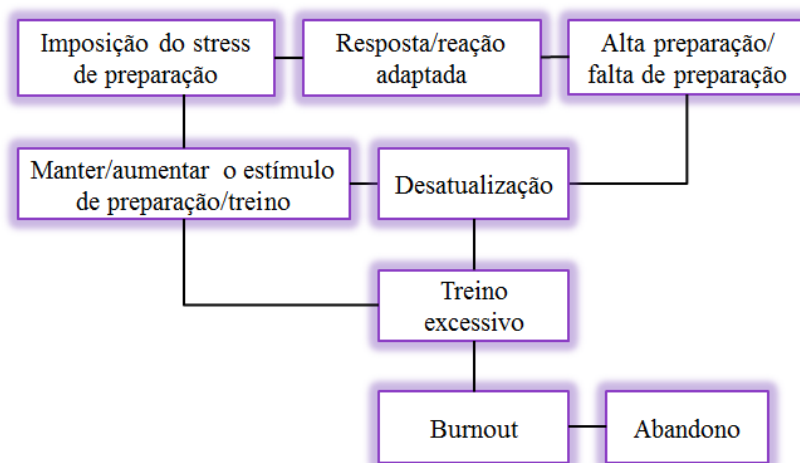 Imposição do stress
de preparação
Resposta/reação
adaptada
Alta preparação/
falta de preparação
Manter/aumentar o estímulo
de preparação/treino
Desatualização
Treino
excessivo
Burnout
Abandono